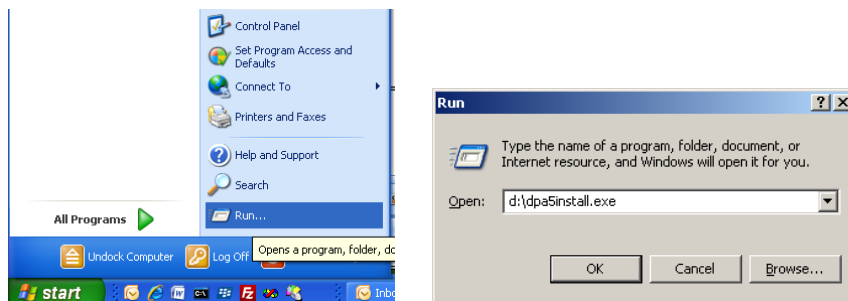 Control Panel
Set Program Access and
Defaults
Connect To
Printers and Faxes
Help and Support
Search
Run...
All Programs
Opens a program, folder, do
Undock Computer
Log Off
start
Inbo
Run
Type the name of a program, folder, document, or
Internet resource, and Windows will open it for you.
Open:
d:\dpa5install.exe
OK
Cancel
Browse...